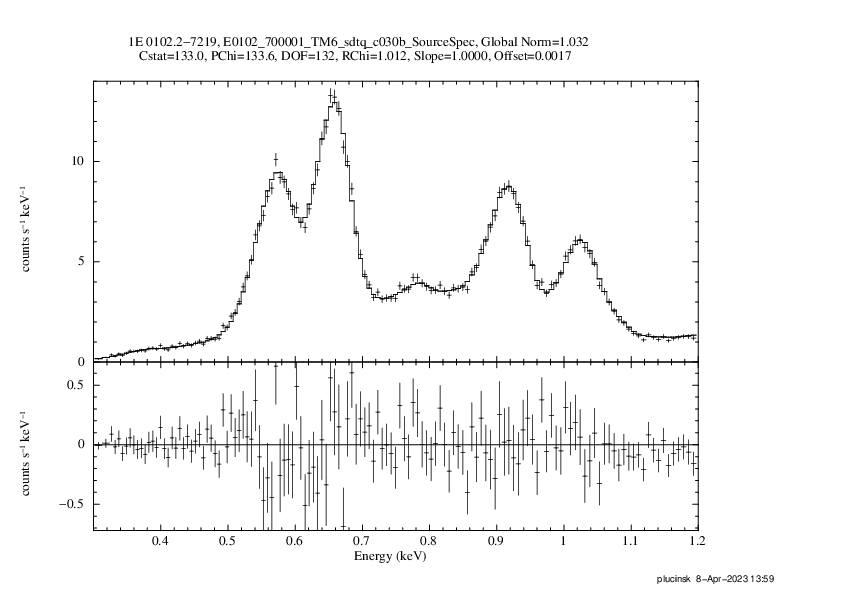 1E 0102.2−7219, E0102_700001_TM6_sdtq_c030b_SourceSpec, Global Norm=1.032
Cstat=133.0, PChi=133.6, DOF=132, RChi=1.012, Slope=1.0000, Offset=0.0017
10
counts s⁻¹ keV⁻¹
5
0
0.5
counts s⁻¹ keV⁻¹
0
−0.5
0.4 0.5 0.6 0.7 0.8 0.9 1 1.1 1.2
Energy (keV)
plucinsk 8−Apr−2023 13:59